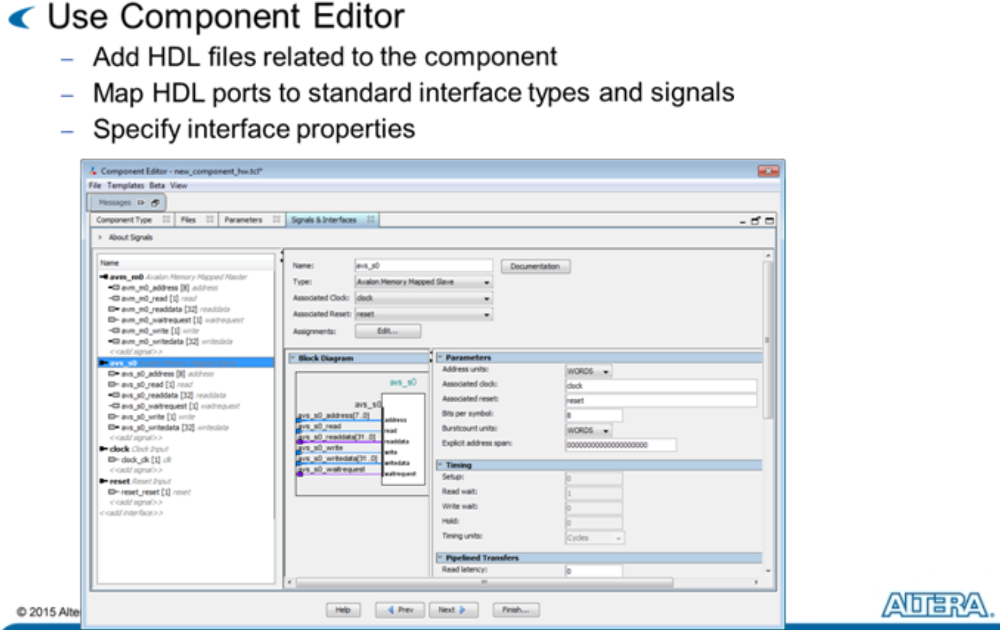 Use Component Editor
– Add HDL files related to the component
– Map HDL ports to standard interface types and signals
– Specify interface properties
Component Editor - new_component_hw.tcl*
File Templates Beta View
Messages
Component Type Files Parameters Signals & Interfaces
About Signals
Name
avm_m0 Avalon Memory Mapped Master
avm_m0_address [8] address
avm_m0_read [1] read
avm_m0_readdata [32] readdata
avm_m0_waitrequest [1] waitrequest
avm_m0_write [1] write
avm_m0_writedata [32] writedata
<<add signal>>
avs_s0 Avalon Memory Mapped Slave
avs_s0_address [8] address
avs_s0_read [1] read
avs_s0_readdata [32] readdata
avs_s0_waitrequest [1] waitrequest
avs_s0_write [1] write
avs_s0_writedata [32] writedata
<<add signal>>
clock Clock Input
clock_clk [1] clk
<<add signal>>
reset Reset Input
reset_reset [1] reset
<<add signal>>
<<add interface>>
Name: avs_s0 Documentation
Type: Avalon Memory Mapped Slave
Associated Clock: clock
Associated Reset: reset
Assignments: Edit...
Block Diagram
avs_s0
avs_s0
avs_s0_address[7..0] address
avs_s0_read read
avs_s0_readdata[31..0] readdata
avs_s0_write write
avs_s0_writedata[31..0] writedata
avs_s0_waitrequest waitrequest
Parameters
Address units: WORDS
Associated clock: clock
Associated reset: reset
Bits per symbol: 8
Burstcount units: WORDS
Explicit address span: 00000000000000000000
Timing
Setup: 0
Read wait: 1
Write wait: 0
Hold: 0
Timing units: Cycles
Pipelined Transfers
Read latency: 0
Help Prev Next Finish...
© 2015 Alte
ALTERA.